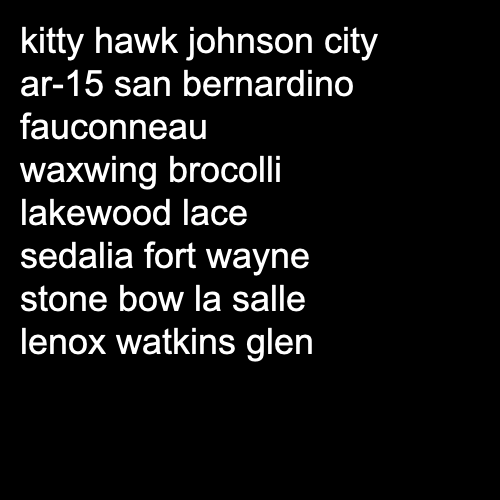 kitty hawk johnson city
ar-15 san bernardino
fauconneau
waxwing brocolli
lakewood lace
sedalia fort wayne
stone bow la salle
lenox watkins glen